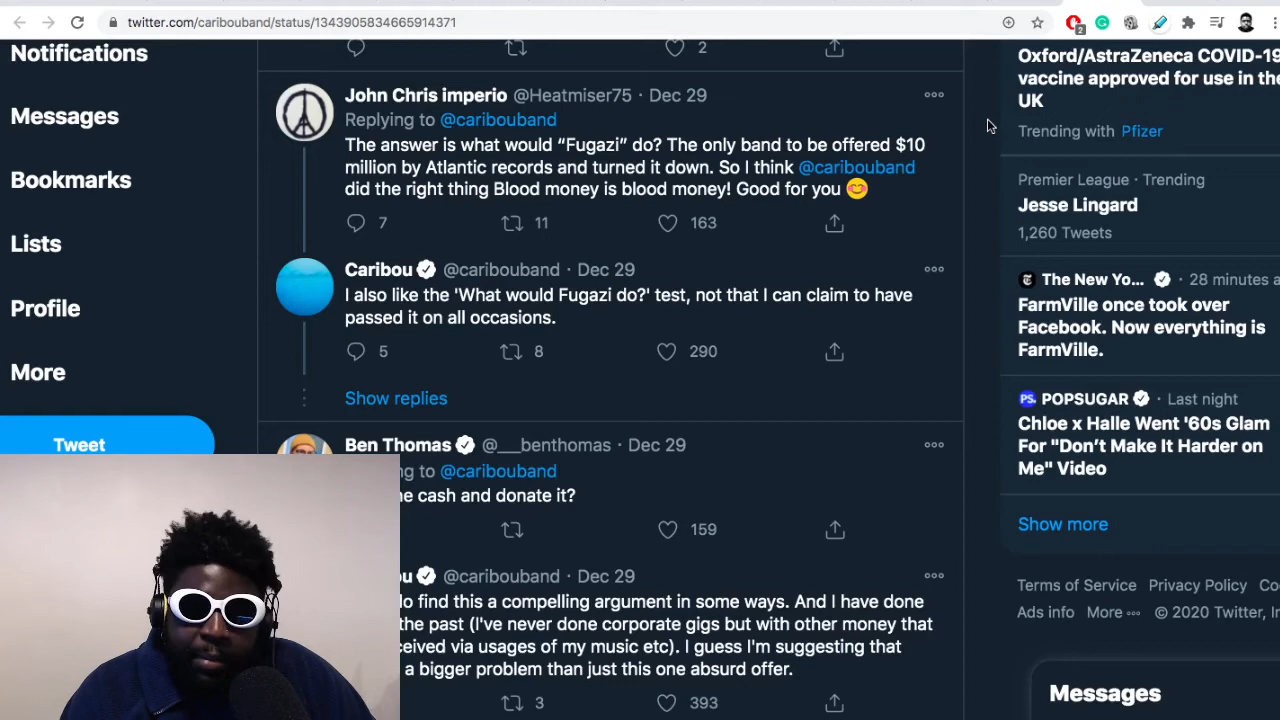 twitter.com/caribouband/status/1343905834665914371
2
Notifications
Messages
Bookmarks
Lists
Profile
More
Tweet
2
John Chris imperio @Heatmiser75 · Dec 29
Replying to @caribouband
The answer is what would “Fugazi” do? The only band to be offered $10
million by Atlantic records and turned it down. So I think @caribouband
did the right thing Blood money is blood money! Good for you 😊
7 11 163
Caribou @caribouband · Dec 29
I also like the 'What would Fugazi do?' test, not that I can claim to have
passed it on all occasions.
5 8 290
Show replies
Ben Thomas @___benthomas · Dec 29
@caribouband
cash and donate it?
159
@caribouband · Dec 29
find this a compelling argument in some ways. And I have done
the past (I've never done corporate gigs but with other money that
via usages of my music etc). I guess I'm suggesting that
a bigger problem than just this one absurd offer.
3 393
Oxford/AstraZeneca COVID-19
vaccine approved for use in the
UK
Trending with Pfizer
Premier League · Trending
Jesse Lingard
1,260 Tweets
The New Yo... · 28 minutes a
FarmVille once took over
Facebook. Now everything is
FarmVille.
PS. POPSUGAR · Last night
Chloe x Halle Went '60s Glam
For "Don’t Make It Harder on
Me" Video
Show more
Terms of Service Privacy Policy Co
Ads info More ··· © 2020 Twitter, In
Messages